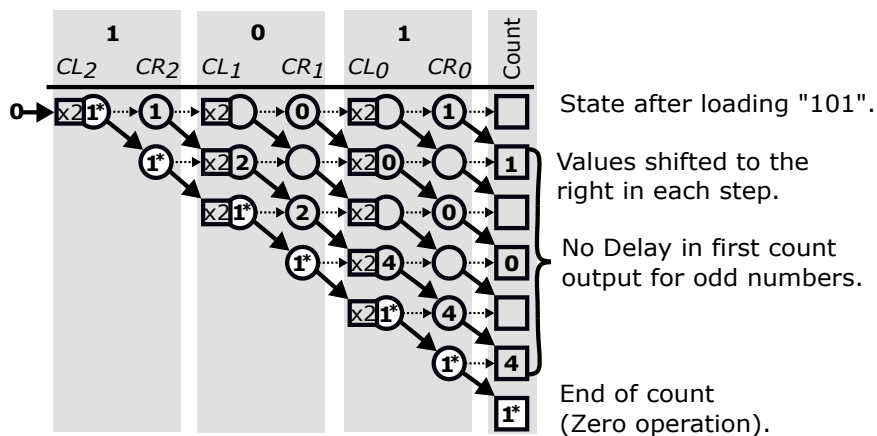 1 0 1 Count
CL2 CR2 CL1 CR1 CL0 CR0
0 x2 1* 1 x2 0 x2 1 State after loading "101".
1* x2 2 x2 0 1 Values shifted to the
right in each step.
x2 1* 2 x2 0
1* x2 4 0 No Delay in first count
output for odd numbers.
x2 1* 4
1* 4
End of count
1* (Zero operation).